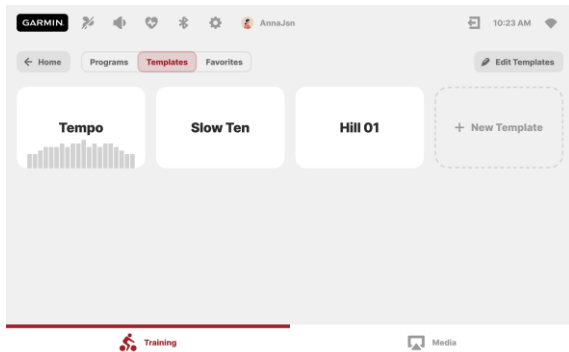 GARMIN AnnaJsn 10:23 AM
Home Programs Templates Favorites Edit Templates
Tempo Slow Ten Hill 01 + New Template
Training Media